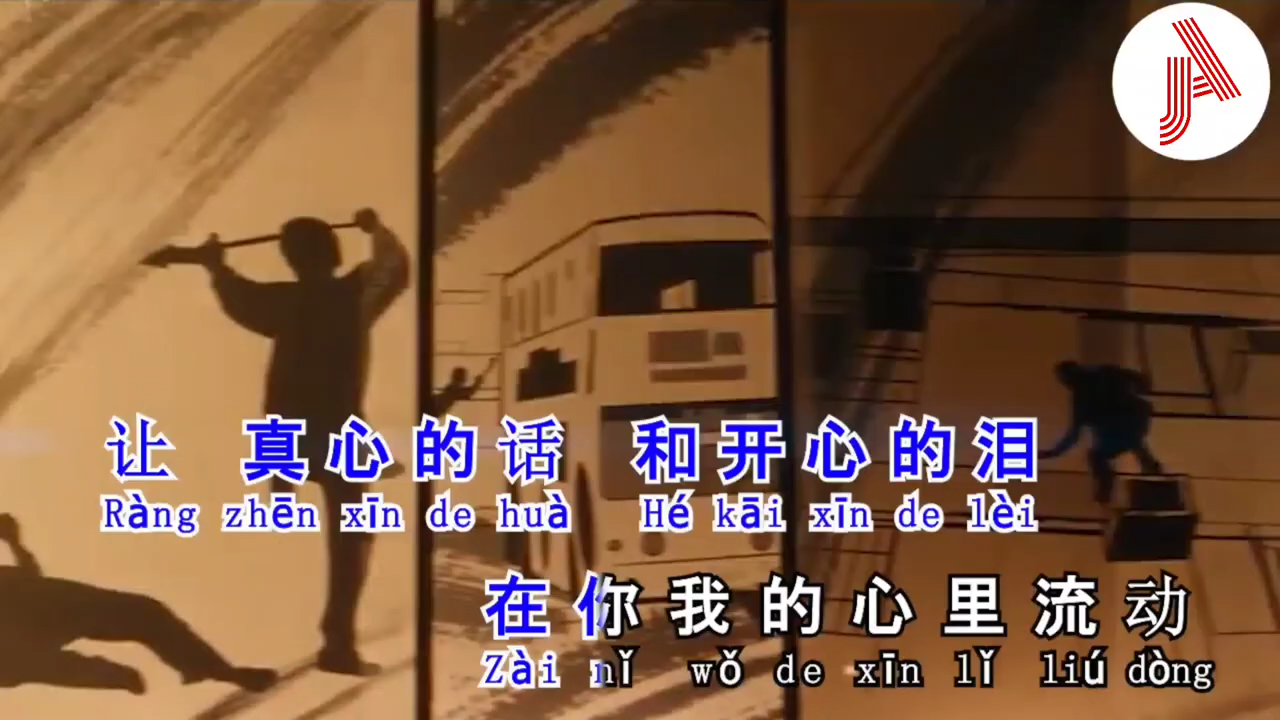 让 真心的话 和开心的泪
Ràng zhēn xīn de huà Hé kāi xīn de lèi
在你我的心里流动
Zài nǐ wǒ de xīn lǐ liú dòng
JA